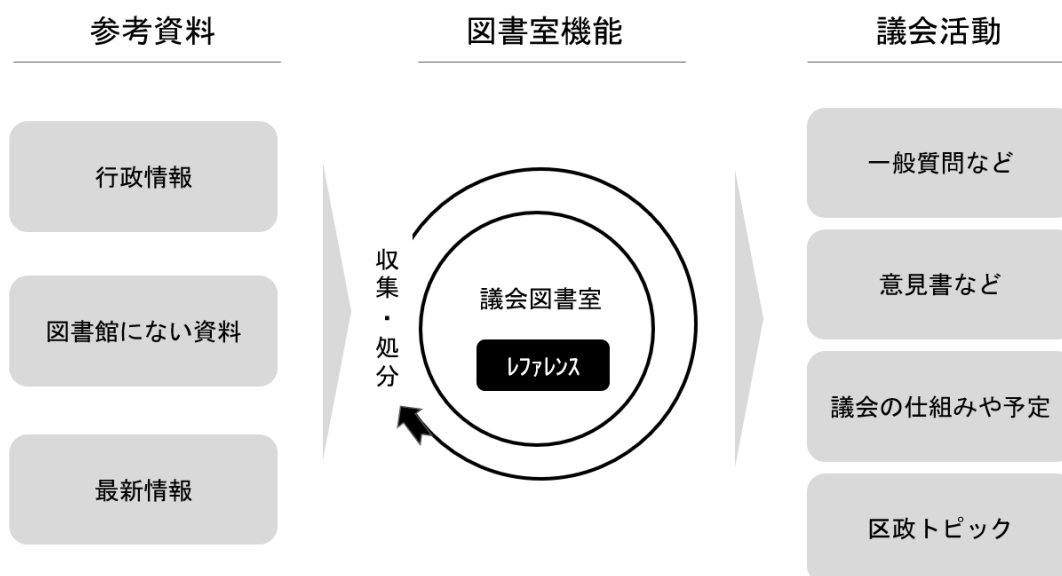 参考資料
行政情報
図書館にない資料
最新情報
図書室機能
収集・処分
議会図書室
レファレンス
議会活動
一般質問など
意見書など
議会の仕組みや予定
区政トピック